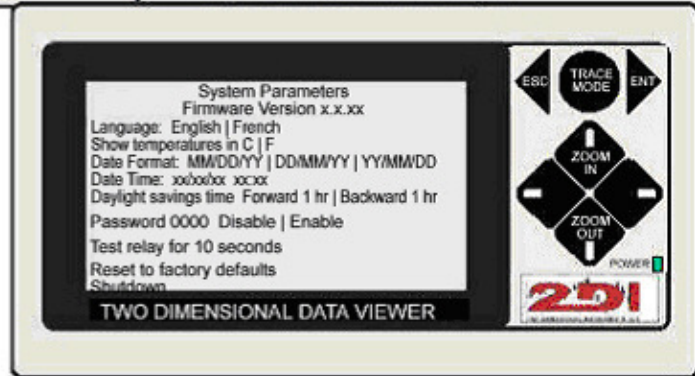 System Parameters
Firmware Version x.x.xx
Language: English | French
Show temperatures in C | F
Date Format: MM/DD/YY | DD/MM/YY | YY/MM/DD
Date Time: xx/xx/xx xx:xx
Daylight savings time Forward 1 hr | Backward 1 hr
Password 0000 Disable | Enable
Test relay for 10 seconds
Reset to factory defaults
Shutdown
TWO DIMENSIONAL DATA VIEWER
ESC
TRACE
MODE
ENT
ZOOM
IN
ZOOM
OUT
POWER
2DI